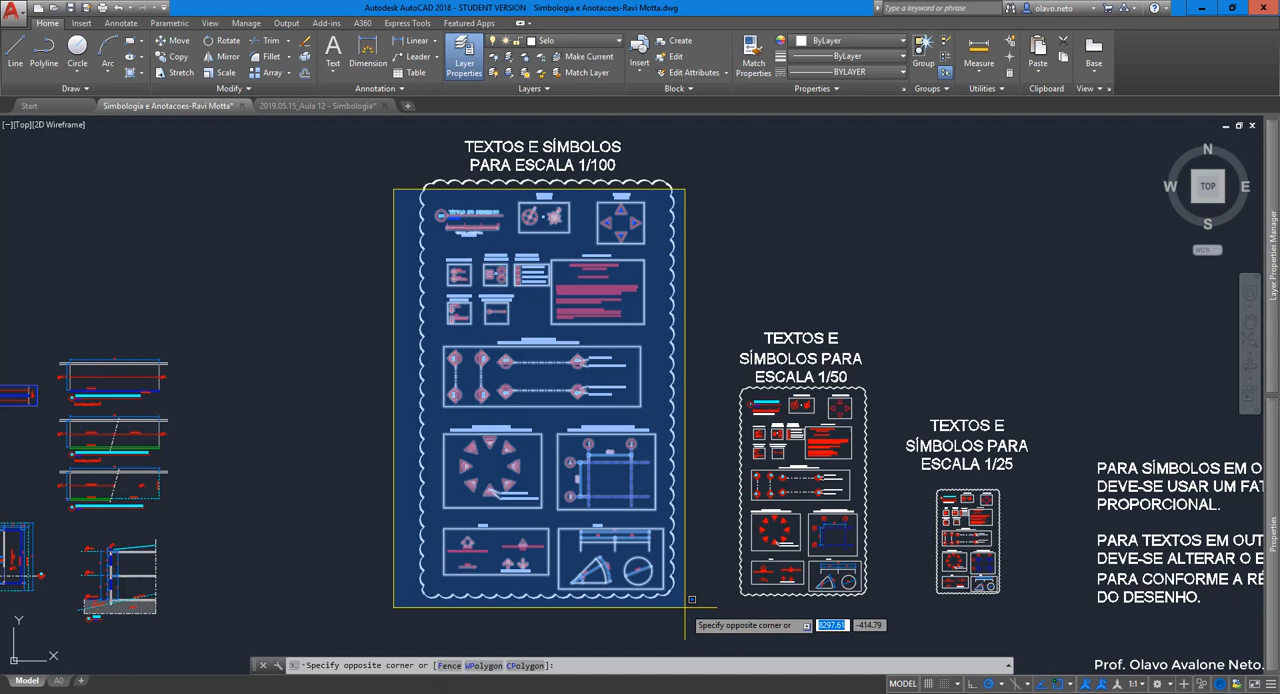 Autodesk AutoCAD 2018 - STUDENT VERSION    Simbologia e Anotacoes-Ravi Motta.dwg
Type a keyword or phrase
olavo.neto
Home Insert Annotate Parametric View Manage Output Add-ins A360 Express Tools Featured Apps
Line Polyline Circle Arc
Move Rotate Trim
Copy Mirror Fillet
Stretch Scale Array
Text Dimension
Linear
Leader
Table
Layer Properties
Selo
Make Current
Match Layer
Insert
Create
Edit
Edit Attributes
Match Properties
ByLayer
ByLayer
BYLAYER
Group
Measure
Paste
Base
Draw Modify Annotation Layers Block Properties Groups Utilities Clipboard View
Start
Simbologia e Anotacoes-Ravi Motta*
2019.05.15_Aula 12 - Simbologia*
[−][Top][2D Wireframe]
TEXTOS E SÍMBOLOS
PARA ESCALA 1/100
N
W TOP E
S
WCS
Layer Properties Manager
Properties
TEXTOS E
SÍMBOLOS PARA
ESCALA 1/50
TEXTOS E
SÍMBOLOS PARA
ESCALA 1/25
PARA SÍMBOLOS EM O
DEVE-SE USAR UM FAT
PROPORCIONAL.
PARA TEXTOS EM OUT
DEVE-SE ALTERAR O E
PARA CONFORME A RE
DO DESENHO.
Specify opposite corner or
8297.61
-414.79
Y
X
Specify opposite corner or [Fence WPolygon CPolygon]:
Prof. Olavo Avalone Neto.
Model A0
MODEL
1:1